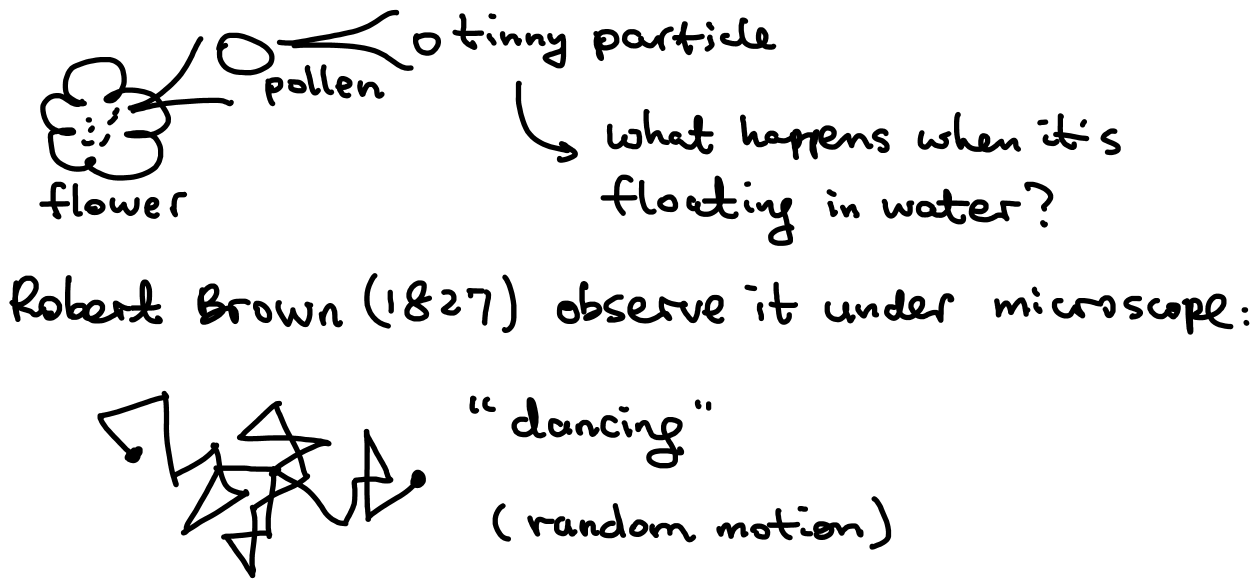 tinny particle
pollen
what happens when it's
floating in water?
flower
Robert Brown (1827) observe it under microscope:
"dancing"
(random motion)